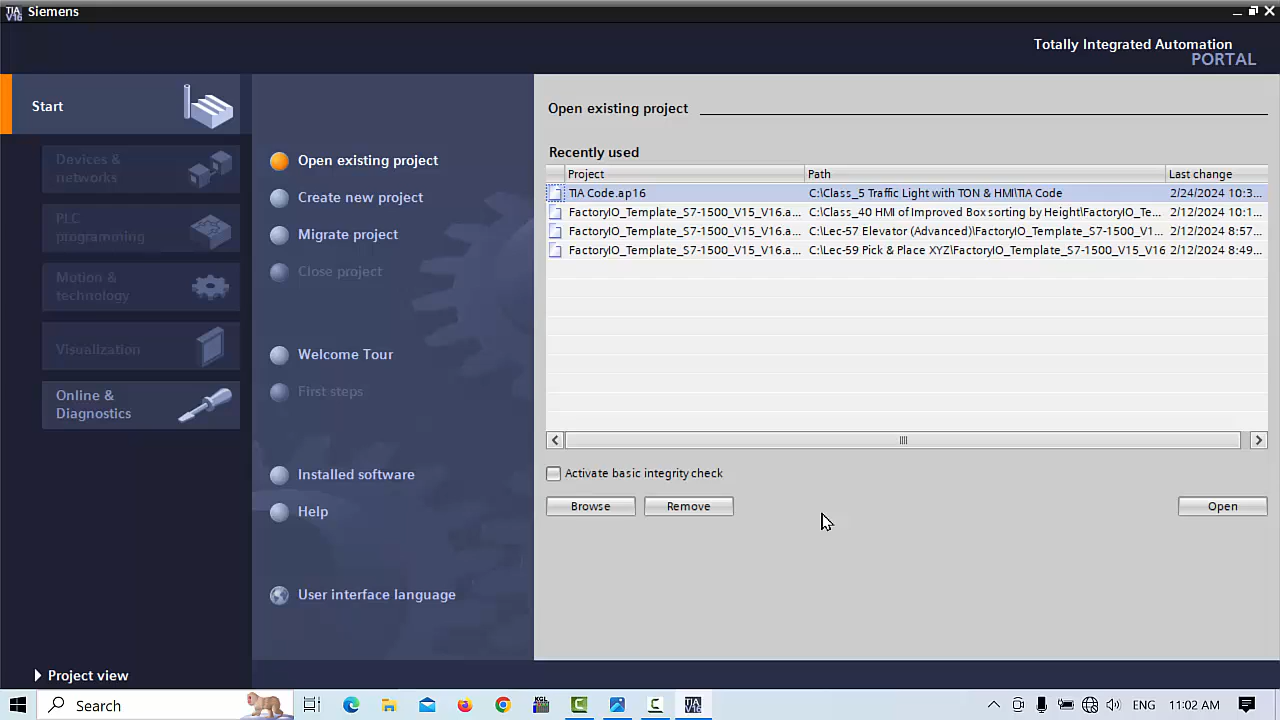 TIA
V16
Siemens
Totally Integrated Automation
PORTAL
Start
Devices &
networks
PLC
programming
Motion &
technology
Visualization
Online &
Diagnostics
Project view
Open existing project
Create new project
Migrate project
Close project
Welcome Tour
First steps
Installed software
Help
User interface language
Open existing project
Recently used
Project Path Last change
TIA Code.ap16 C:\Class_5 Traffic Light with TON & HMI\TIA Code 2/24/2024 10:3...
FactoryIO_Template_S7-1500_V15_V16.a... C:\Class_40 HMI of Improved Box sorting by Height\FactoryIO_Te... 2/12/2024 10:1...
FactoryIO_Template_S7-1500_V15_V16.a... C:\Lec-57 Elevator (Advanced)\FactoryIO_Template_S7-1500_V1... 2/12/2024 8:57...
FactoryIO_Template_S7-1500_V15_V16.a... C:\Lec-59 Pick & Place XYZ\FactoryIO_Template_S7-1500_V15_V16 2/12/2024 8:49...
Activate basic integrity check
Browse Remove Open
Search KGL TIA V16 ENG 11:02 AM